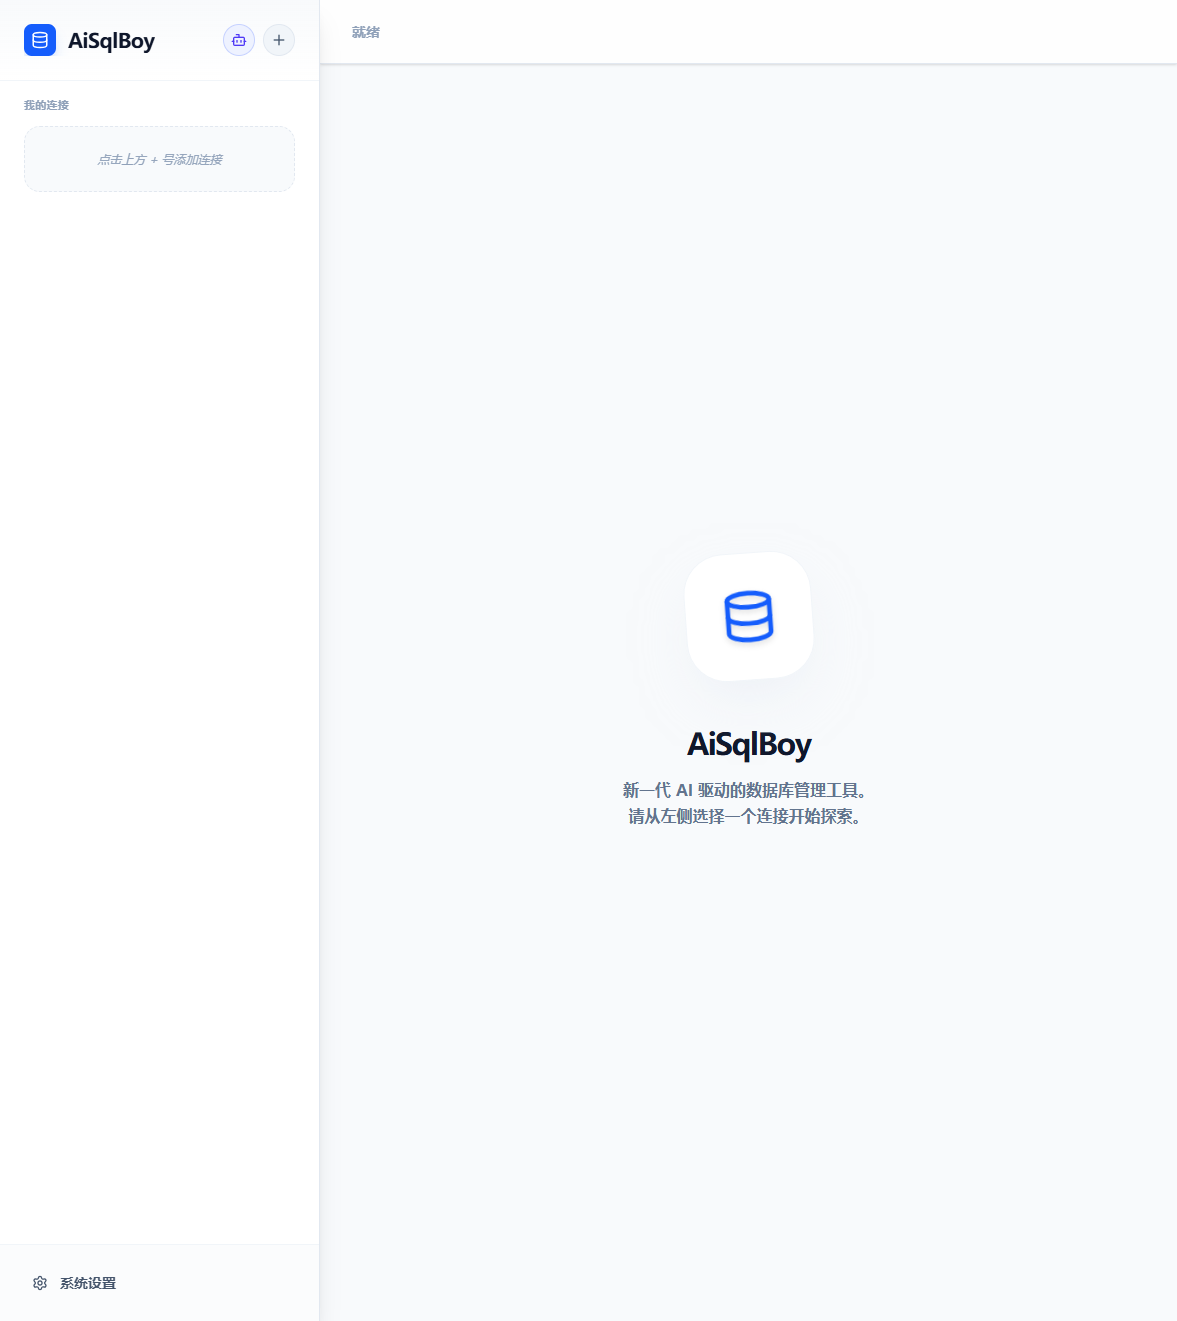 AiSqlBoy
就绪
我的连接
点击上方 + 号添加连接
AiSqlBoy
新一代 AI 驱动的数据库管理工具。
请从左侧选择一个连接开始探索。
系统设置